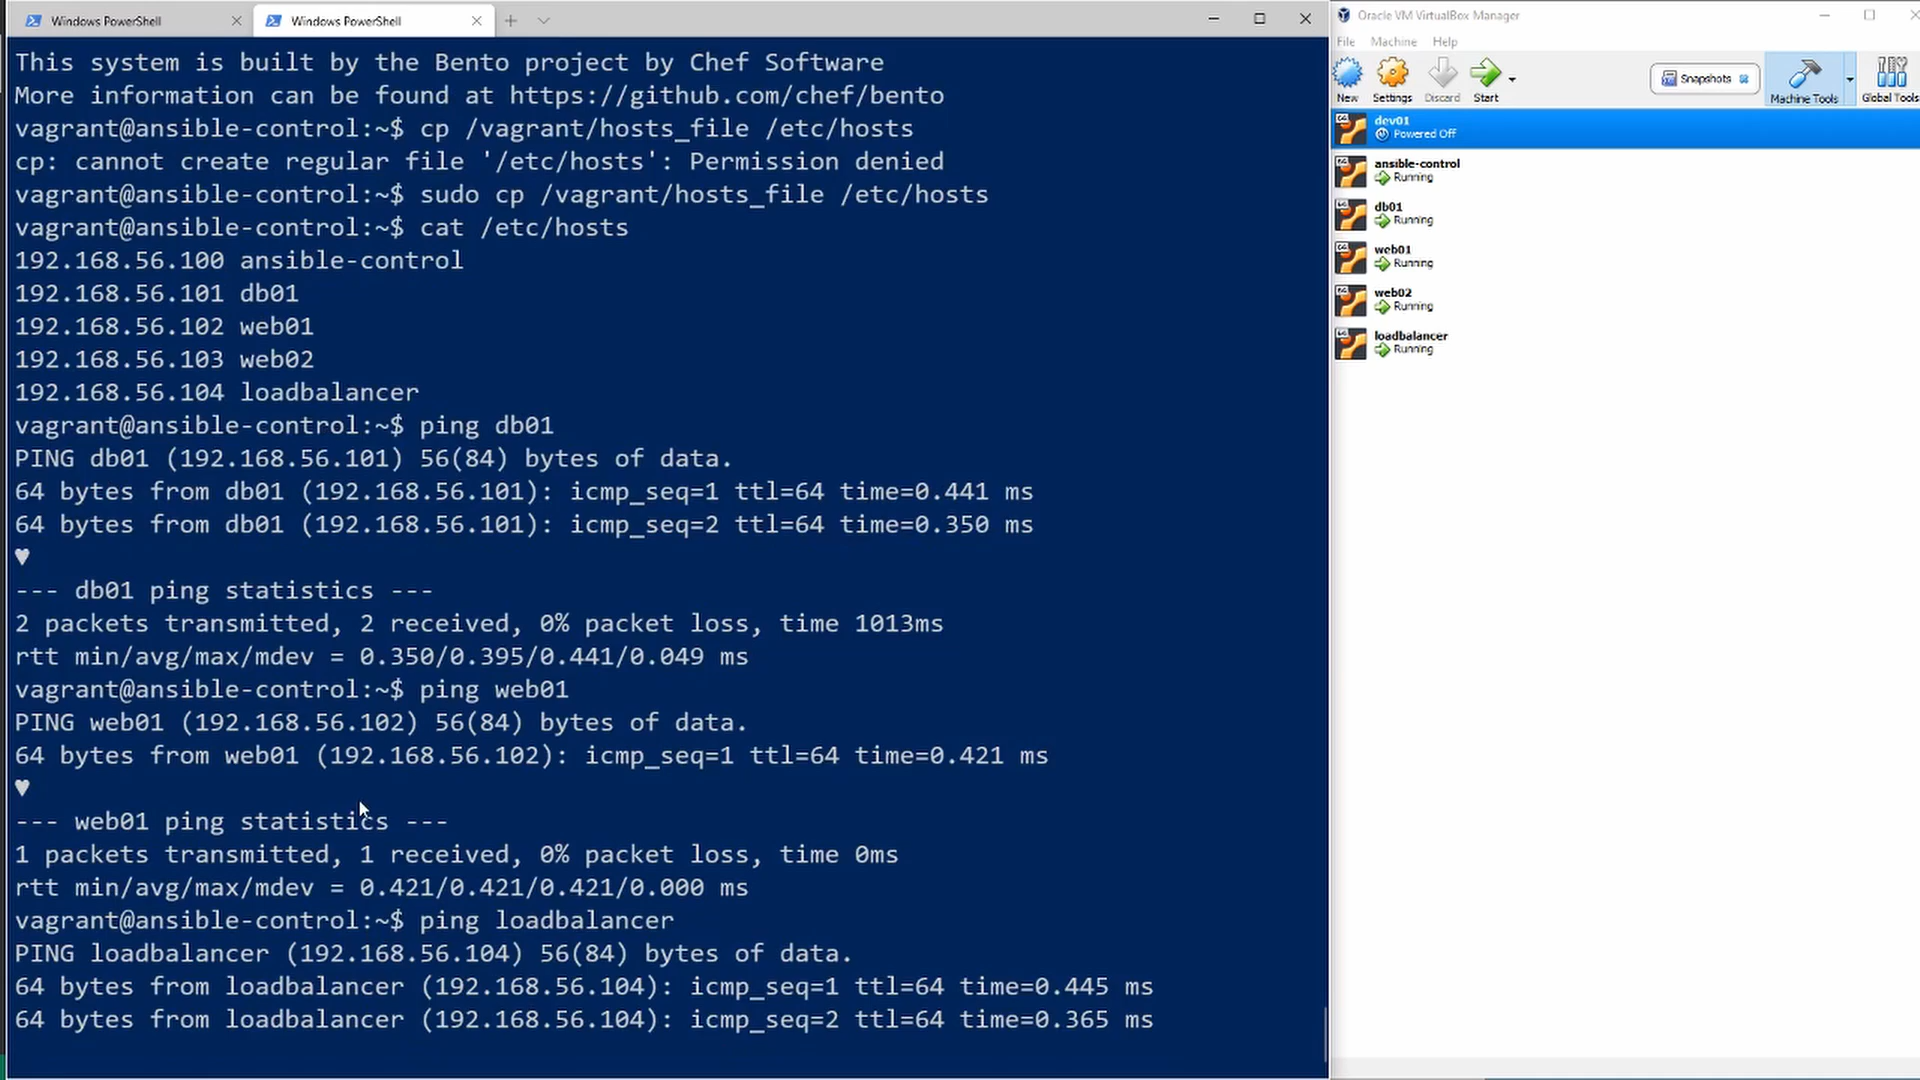 Windows PowerShell
Windows PowerShell
This system is built by the Bento project by Chef Software
More information can be found at https://github.com/chef/bento
vagrant@ansible-control:~$ cp /vagrant/hosts_file /etc/hosts
cp: cannot create regular file '/etc/hosts': Permission denied
vagrant@ansible-control:~$ sudo cp /vagrant/hosts_file /etc/hosts
vagrant@ansible-control:~$ cat /etc/hosts
192.168.56.100 ansible-control
192.168.56.101 db01
192.168.56.102 web01
192.168.56.103 web02
192.168.56.104 loadbalancer
vagrant@ansible-control:~$ ping db01
PING db01 (192.168.56.101) 56(84) bytes of data.
64 bytes from db01 (192.168.56.101): icmp_seq=1 ttl=64 time=0.441 ms
64 bytes from db01 (192.168.56.101): icmp_seq=2 ttl=64 time=0.350 ms
♥
--- db01 ping statistics ---
2 packets transmitted, 2 received, 0% packet loss, time 1013ms
rtt min/avg/max/mdev = 0.350/0.395/0.441/0.049 ms
vagrant@ansible-control:~$ ping web01
PING web01 (192.168.56.102) 56(84) bytes of data.
64 bytes from web01 (192.168.56.102): icmp_seq=1 ttl=64 time=0.421 ms
♥
--- web01 ping statistics ---
1 packets transmitted, 1 received, 0% packet loss, time 0ms
rtt min/avg/max/mdev = 0.421/0.421/0.421/0.000 ms
vagrant@ansible-control:~$ ping loadbalancer
PING loadbalancer (192.168.56.104) 56(84) bytes of data.
64 bytes from loadbalancer (192.168.56.104): icmp_seq=1 ttl=64 time=0.445 ms
64 bytes from loadbalancer (192.168.56.104): icmp_seq=2 ttl=64 time=0.365 ms
Oracle VM VirtualBox Manager
File Machine Help
New Settings Discard Start Snapshots Machine Tools Global Tools
dev01
Powered Off
ansible-control
Running
db01
Running
web01
Running
web02
Running
loadbalancer
Running